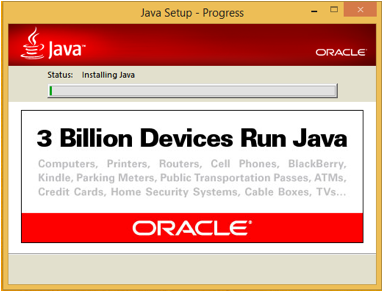 Java Setup - Progress
Java™
ORACLE®
Status: Installing Java
3 Billion Devices Run Java
Computers, Printers, Routers, Cell Phones, BlackBerry,
Kindle, Parking Meters, Public Transportation Passes, ATMs,
Credit Cards, Home Security Systems, Cable Boxes, TVs...
ORACLE®